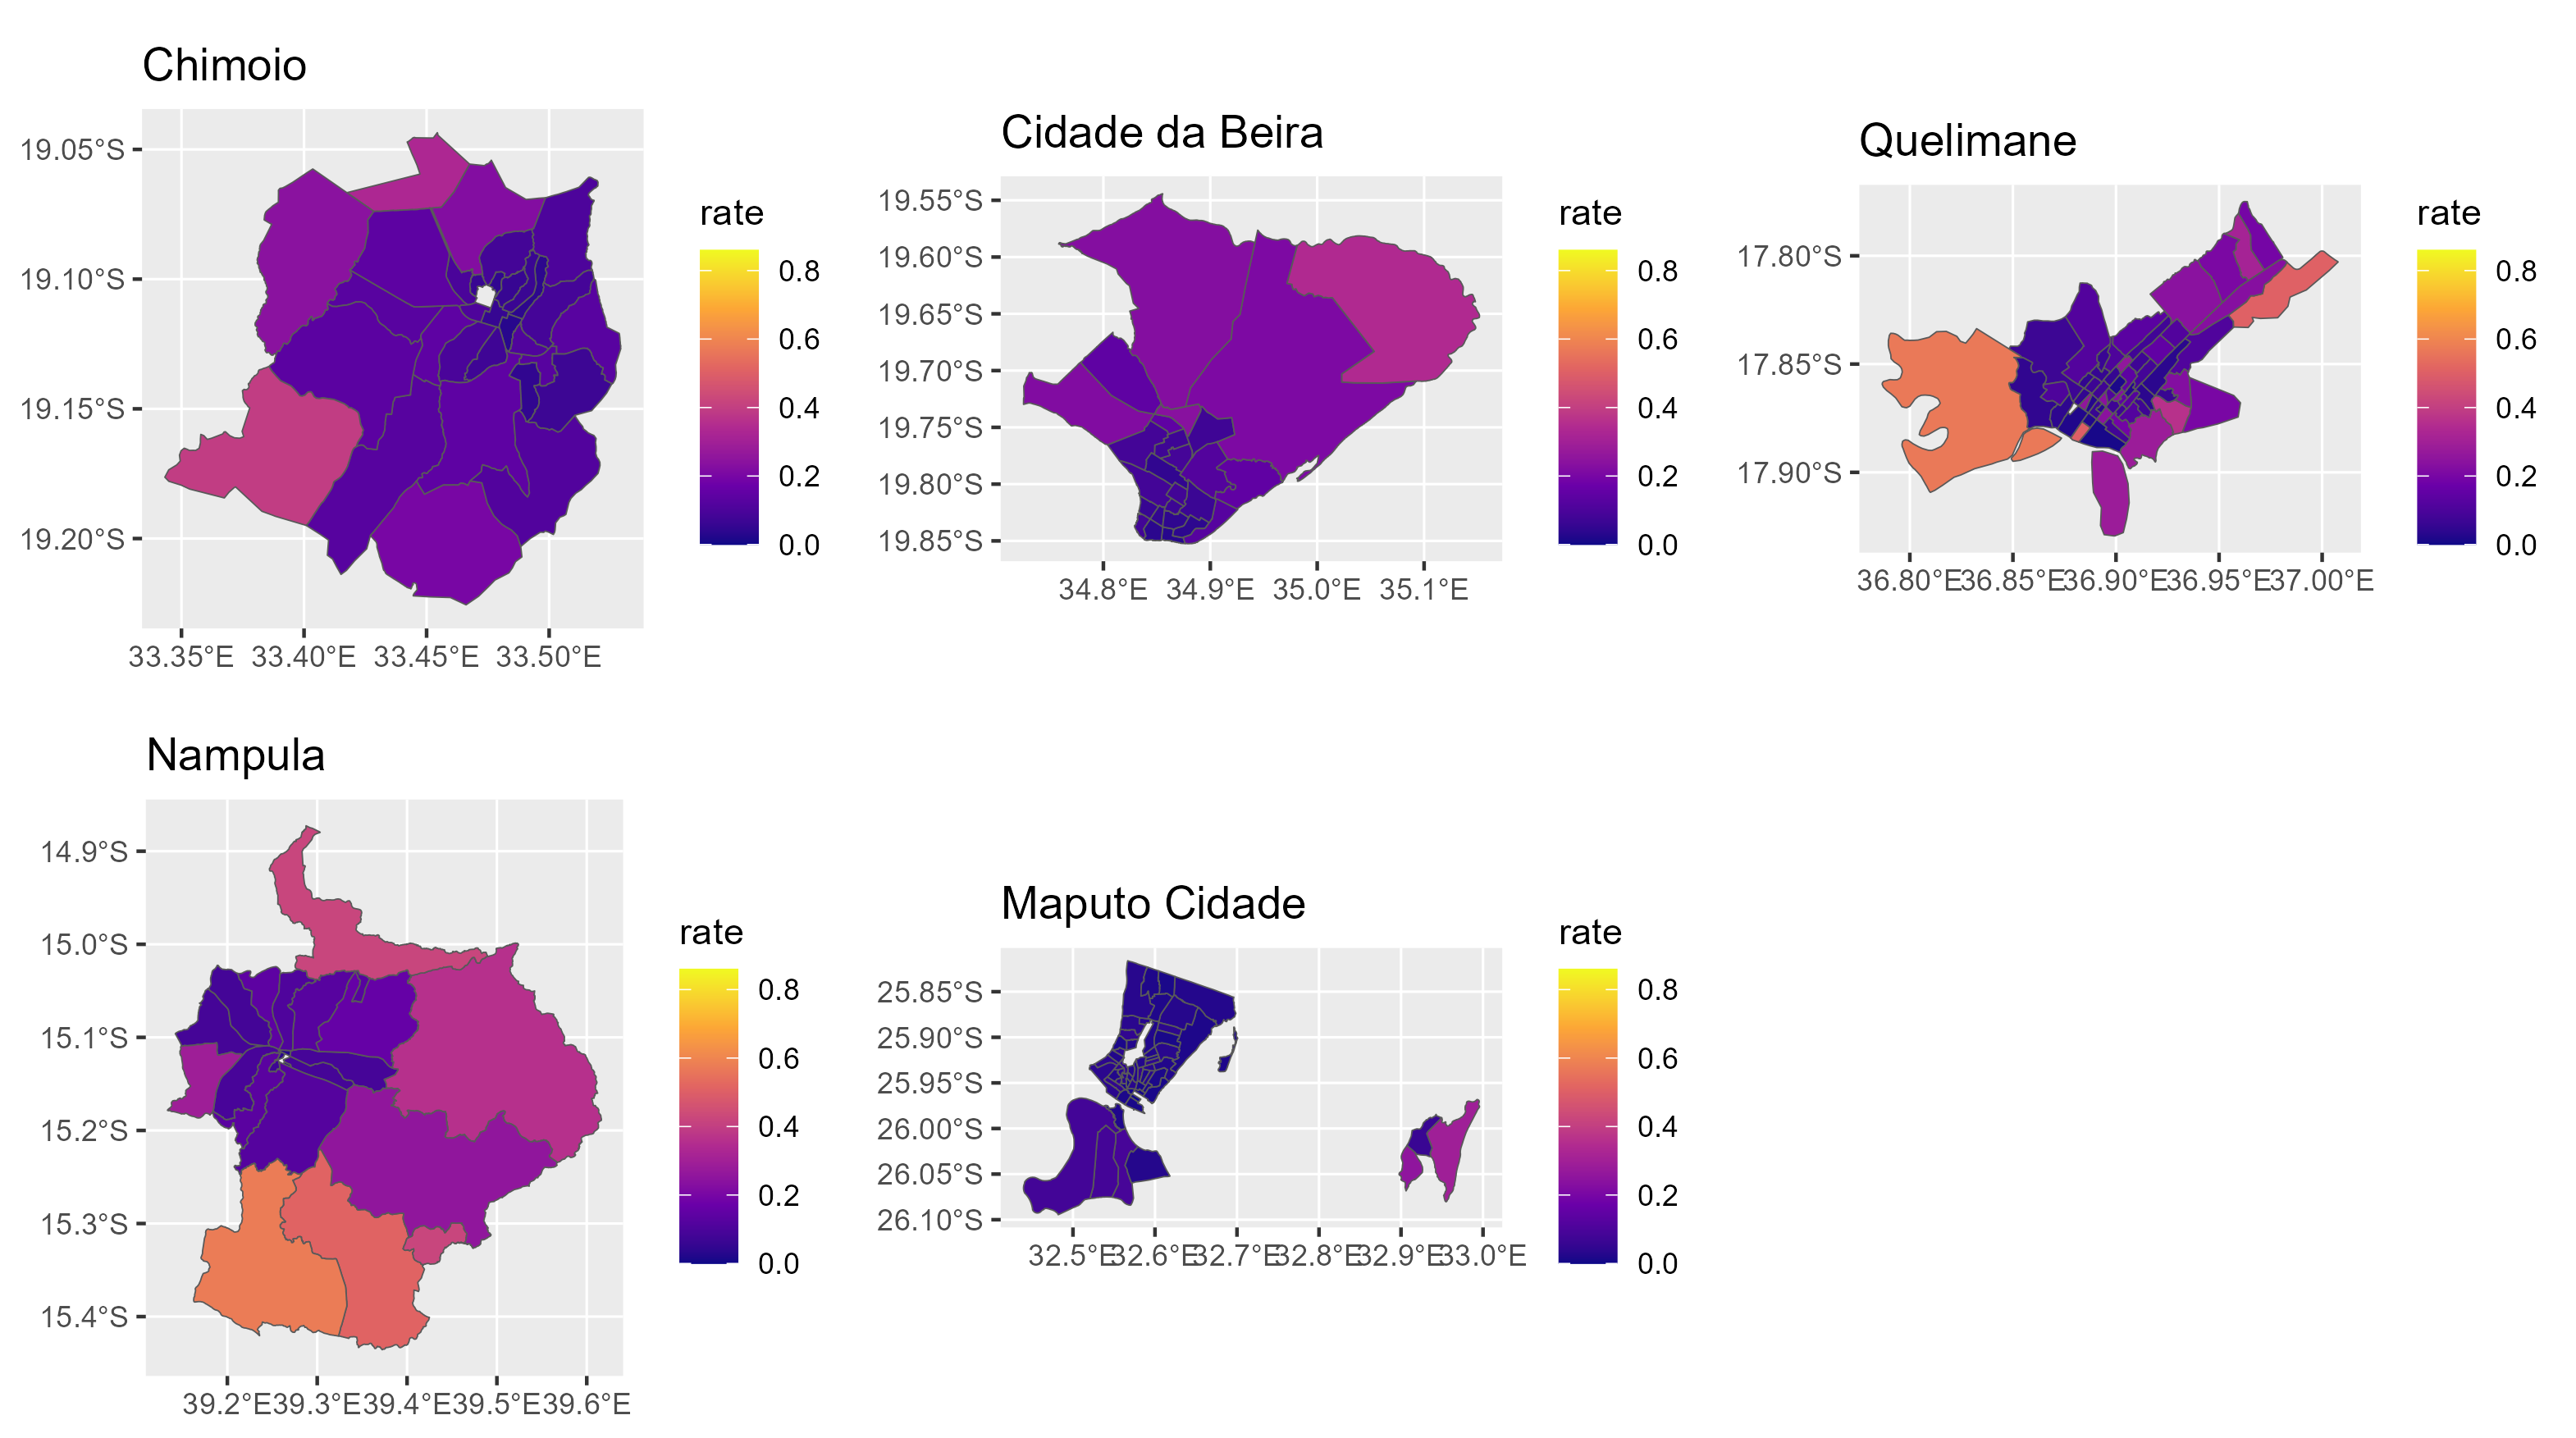 Chimoio
19.05°S
19.10°S
19.15°S
19.20°S
33.35°E 33.40°E 33.45°E 33.50°E
rate
0.8
0.6
0.4
0.2
0.0
Cidade da Beira
19.55°S
19.60°S
19.65°S
19.70°S
19.75°S
19.80°S
19.85°S
34.8°E 34.9°E 35.0°E 35.1°E
rate
0.8
0.6
0.4
0.2
0.0
Quelimane
17.80°S
17.85°S
17.90°S
36.80°E 36.85°E 36.90°E 36.95°E 37.00°E
rate
0.8
0.6
0.4
0.2
0.0
Nampula
14.9°S
15.0°S
15.1°S
15.2°S
15.3°S
15.4°S
39.2°E 39.3°E 39.4°E 39.5°E 39.6°E
rate
0.8
0.6
0.4
0.2
0.0
Maputo Cidade
25.85°S
25.90°S
25.95°S
26.00°S
26.05°S
26.10°S
32.5°E 32.6°E 32.7°E 32.8°E 32.9°E 33.0°E
rate
0.8
0.6
0.4
0.2
0.0